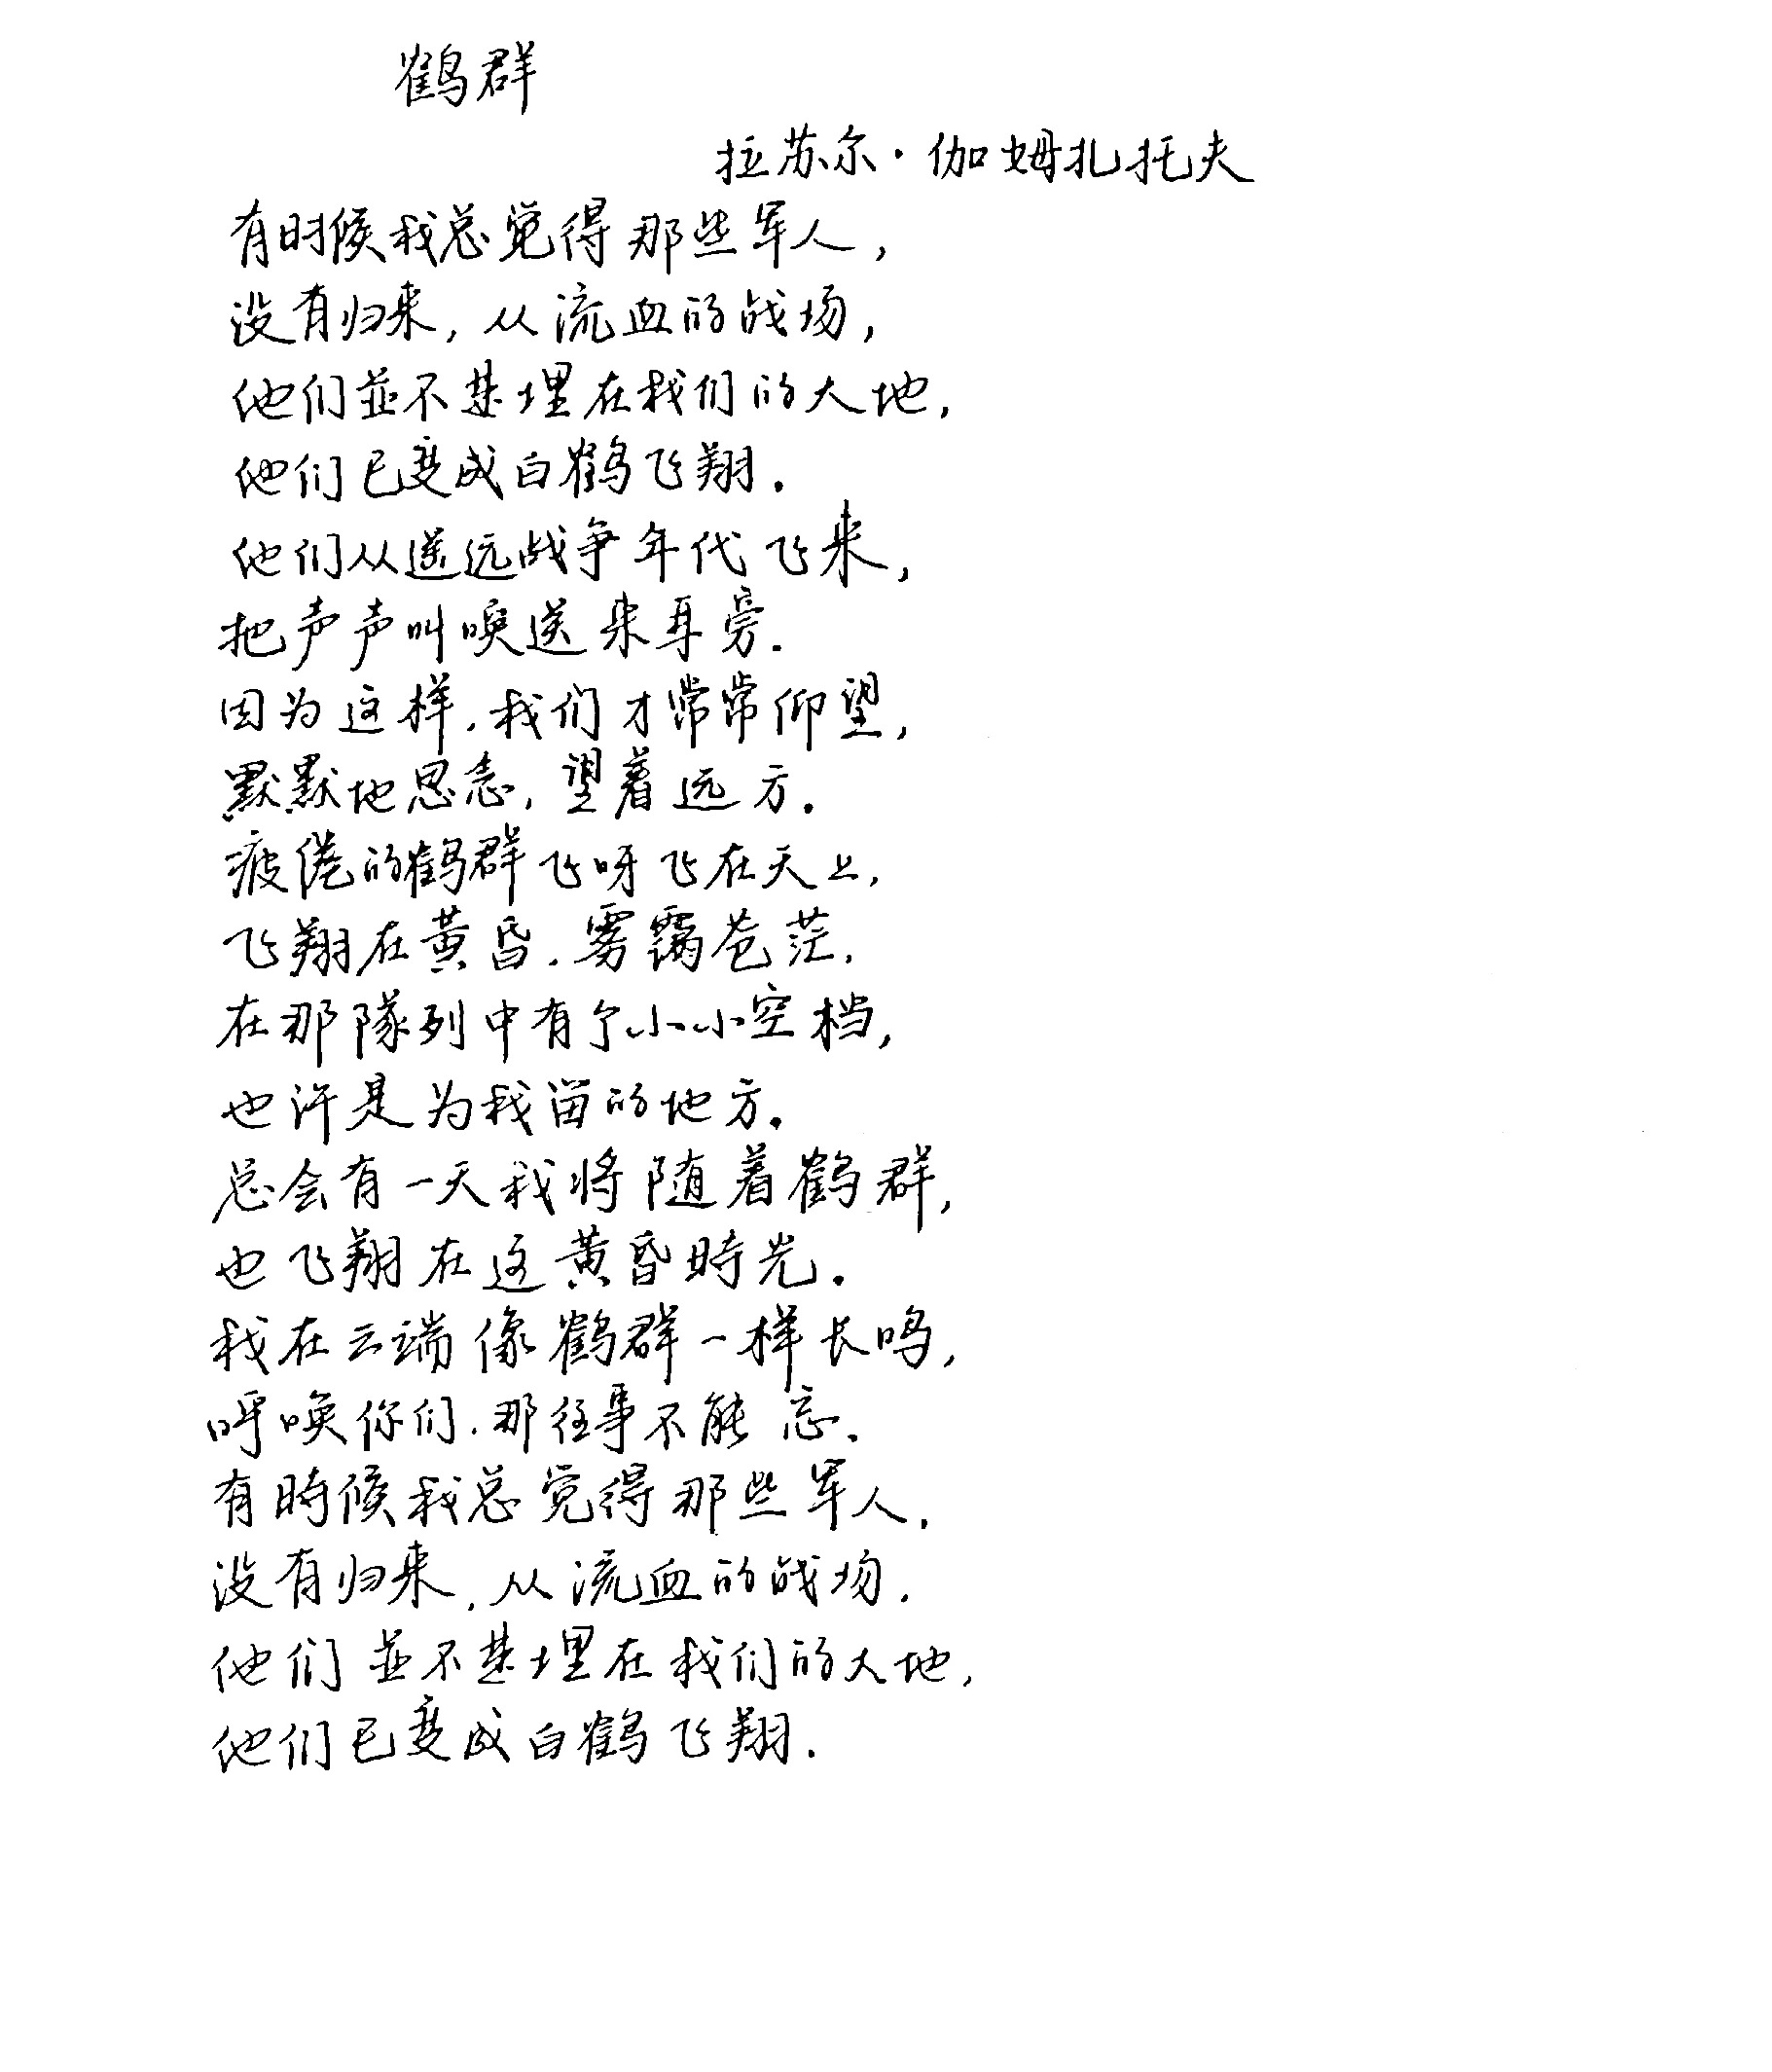 鹤群
拉苏尔·伽姆扎托夫
有时候我总觉得那些军人,
没有归来,从流血的战场,
他们並不葬埋在我们的大地,
他们已变成白鹤飞翔.
他们从遥远战争年代飞来,
把声声叫唤送来耳旁.
因为这样,我们才常常仰望,
默默地思念,望着远方.
疲倦的鹤群飞呀飞在天上,
飞翔在黄昏,雾霭苍茫,
在那隊列中有个小小空档,
也许是为我留的地方.
总会有一天我将随着鹤群,
也飞翔在这黄昏時光.
我在云端像鹤群一样长鸣,
呼唤你们,那往事不能忘.
有時候我总觉得那些军人,
没有归来,从流血的战场,
他们並不葬埋在我们的大地,
他们已变成白鹤飞翔.